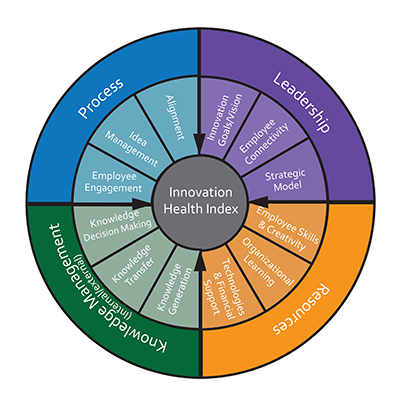 Process
Leadership
Alignment
Idea
Management
Employee
Engagement
Innovation
Goals/Vision
Employee
Connectivity
Strategic
Model
Innovation
Health Index
Knowledge
Decision Making
Knowledge
Transfer
Knowledge
Generation
Employee Skills
& Creativity
Organizational
Learning
Technologies
& Financial
Support
Knowledge Management
(internal/external)
Resources